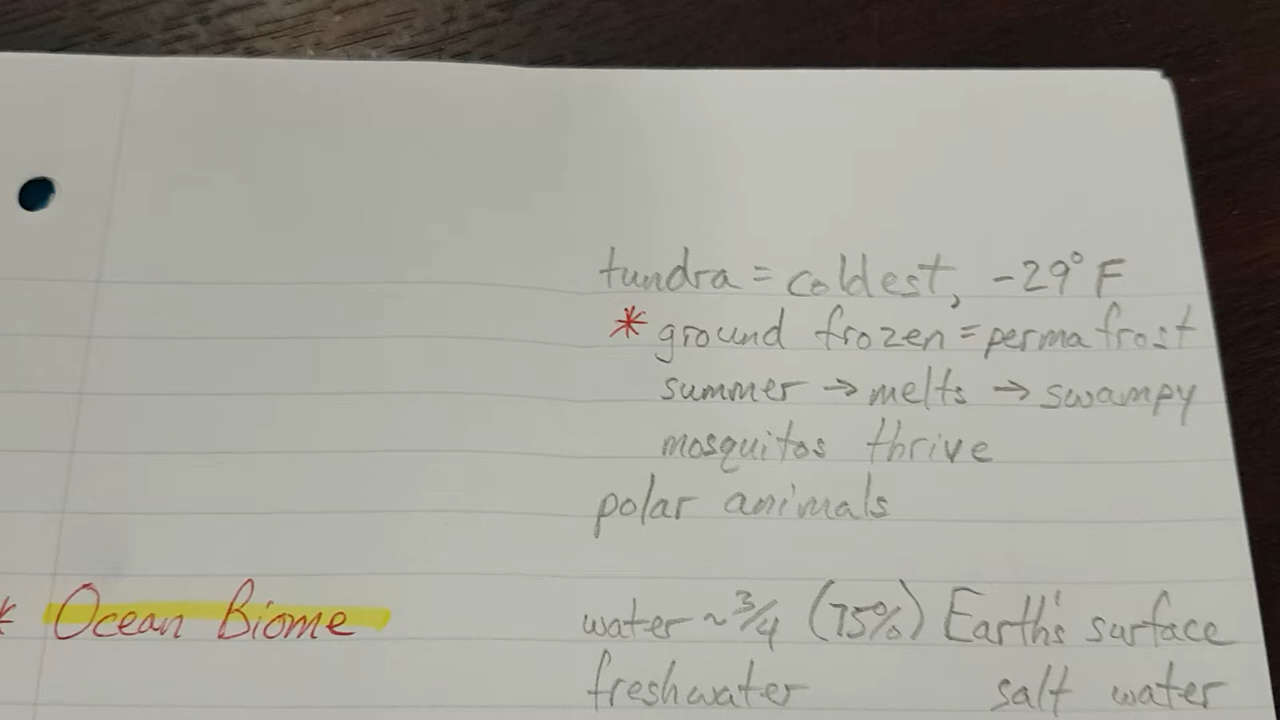 tundra = coldest, -29°F
* ground frozen = permafrost
summer → melts → swampy
mosquitos thrive
polar animals
* Ocean Biome water ~ 3/4 (75%) Earth's surface
freshwater salt water